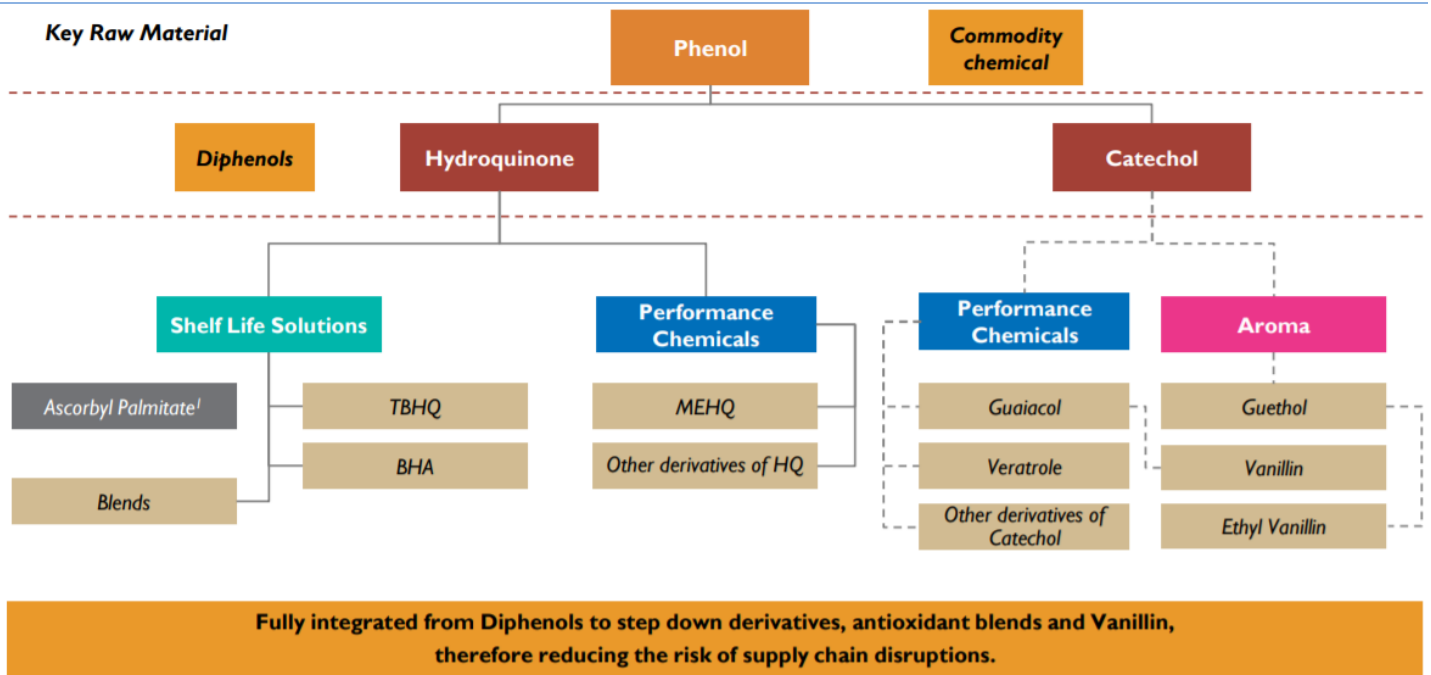 Key Raw Material
Phenol
Commodity
chemical
Diphenols
Hydroquinone
Catechol
Shelf Life Solutions
Performance
Chemicals
Performance
Chemicals
Aroma
Ascorbyl Palmitate¹
TBHQ
MEHQ
Guaiacol
Guethol
BHA
Other derivatives of HQ
Veratrole
Vanillin
Blends
Other derivatives of
Catechol
Ethyl Vanillin
Fully integrated from Diphenols to step down derivatives, antioxidant blends and Vanillin,
therefore reducing the risk of supply chain disruptions.